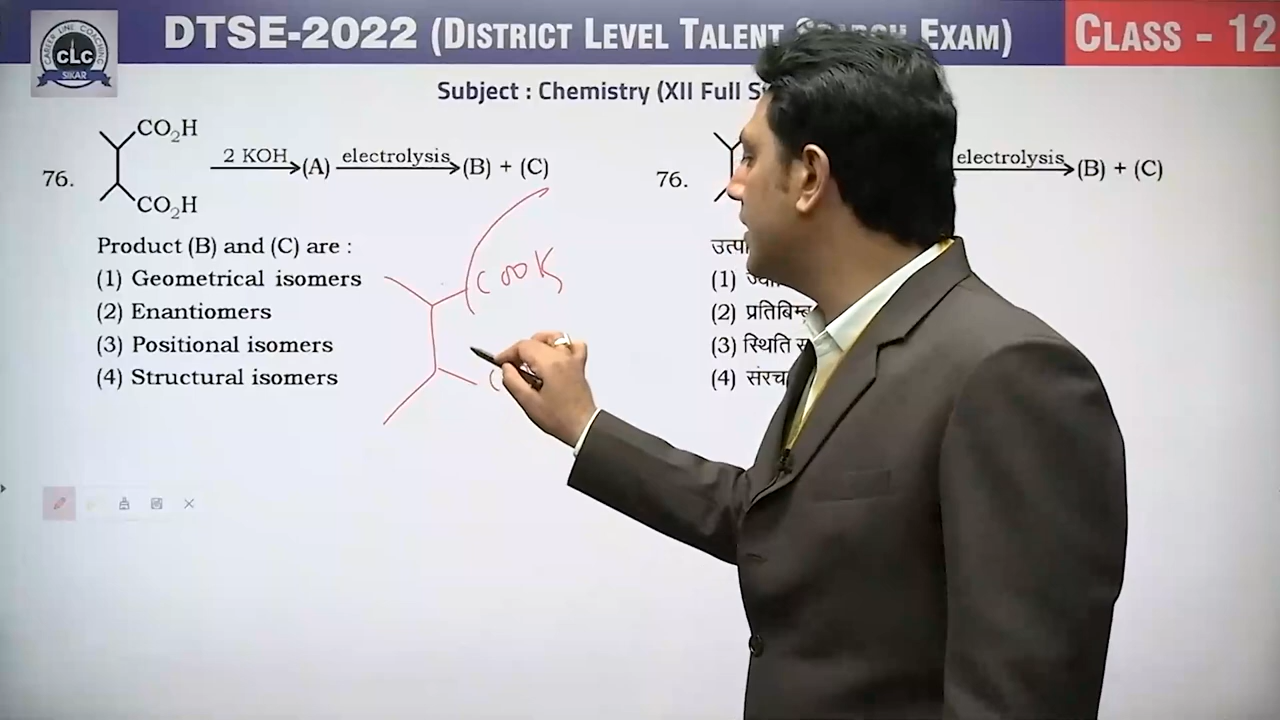 CAREER LINE COACHING
CLC
SIKAR
DTSE-2022 (DISTRICT LEVEL TALENT EXAM)
CLASS - 12
Subject : Chemistry (XII Full
76.
CO₂H
CO₂H
2 KOH (A) electrolysis (B) + (C)
Product (B) and (C) are :
(1) Geometrical isomers
(2) Enantiomers
(3) Positional isomers
(4) Structural isomers
COOK
76.
electrolysis (B) + (C)
(1)
(2)
(3) स्थिति
(4)